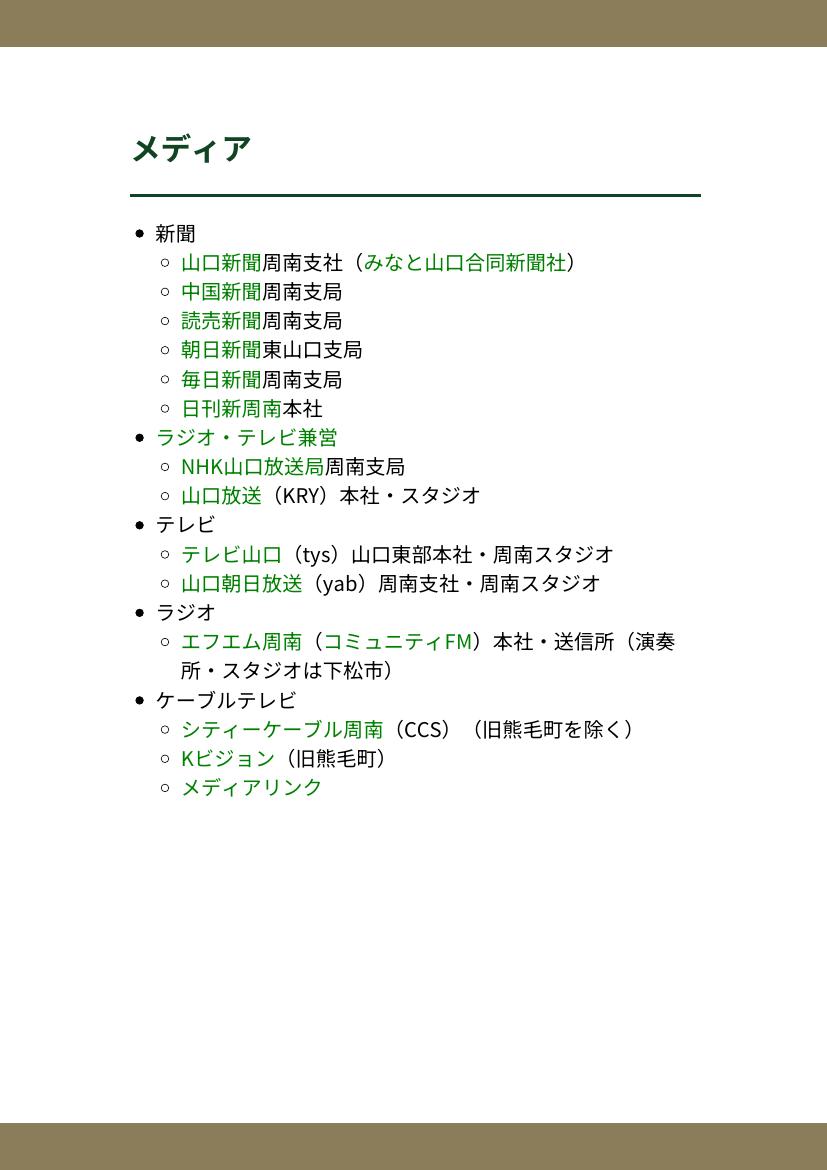 メディア
新聞
山口新聞周南支社（みなと山口合同新聞社）
中国新聞周南支局
読売新聞周南支局
朝日新聞東山口支局
毎日新聞周南支局
日刊新周南本社
ラジオ・テレビ兼営
NHK山口放送局周南支局
山口放送（KRY）本社・スタジオ
テレビ
テレビ山口（tys）山口東部本社・周南スタジオ
山口朝日放送（yab）周南支社・周南スタジオ
ラジオ
エフエム周南（コミュニティFM）本社・送信所（演奏
所・スタジオは下松市）
ケーブルテレビ
シティーケーブル周南（CCS）（旧熊毛町を除く）
Kビジョン（旧熊毛町）
メディアリンク